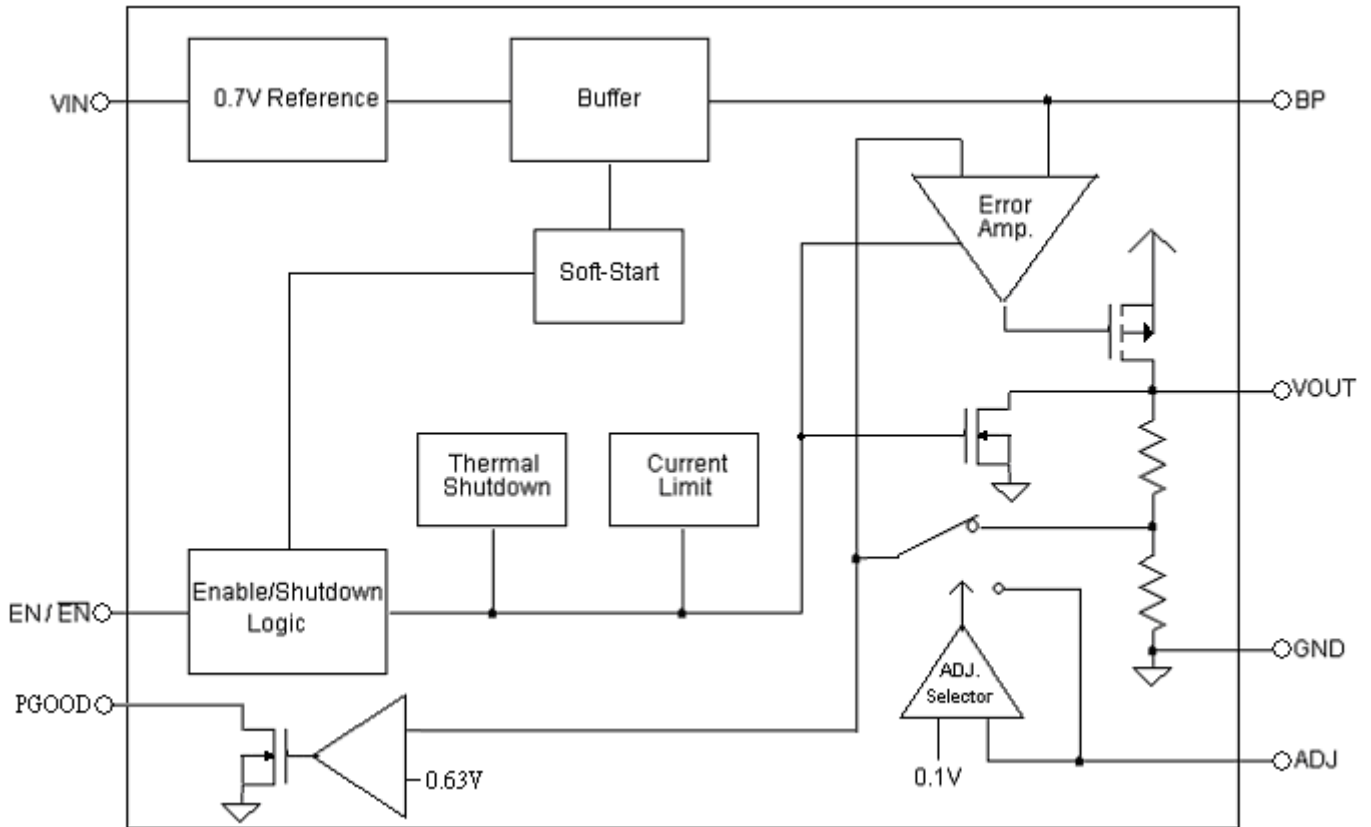 VIN
0.7V Reference
Buffer
BP
Error
Amp.
Soft-Start
VOUT
Thermal
Shutdown
Current
Limit
EN / E̅N̅
Enable/Shutdown
Logic
GND
ADJ.
Selector
PGOOD
0.63V
0.1V
ADJ